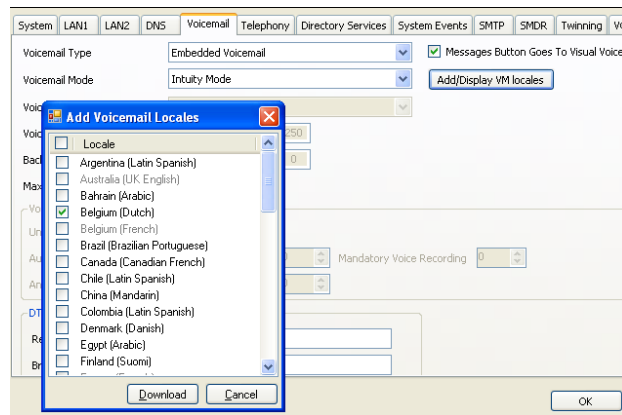 System LAN1 LAN2 DNS Voicemail Telephony Directory Services System Events SMTP SMDR Twinning
Voicemail Type Embedded Voicemail Messages Button Goes To Visual Voice
Voicemail Mode Intuity Mode Add/Display VM locales
Add Voicemail Locales
250
Locale
0
Argentina (Latin Spanish)
Australia (UK English)
Bahrain (Arabic)
Belgium (Dutch)
Belgium (French)
Brazil (Brazilian Portuguese)
Canada (Canadian French) Mandatory Voice Recording 0
Chile (Latin Spanish)
China (Mandarin)
Colombia (Latin Spanish)
Denmark (Danish)
Egypt (Arabic)
Finland (Suomi)
Download Cancel
OK